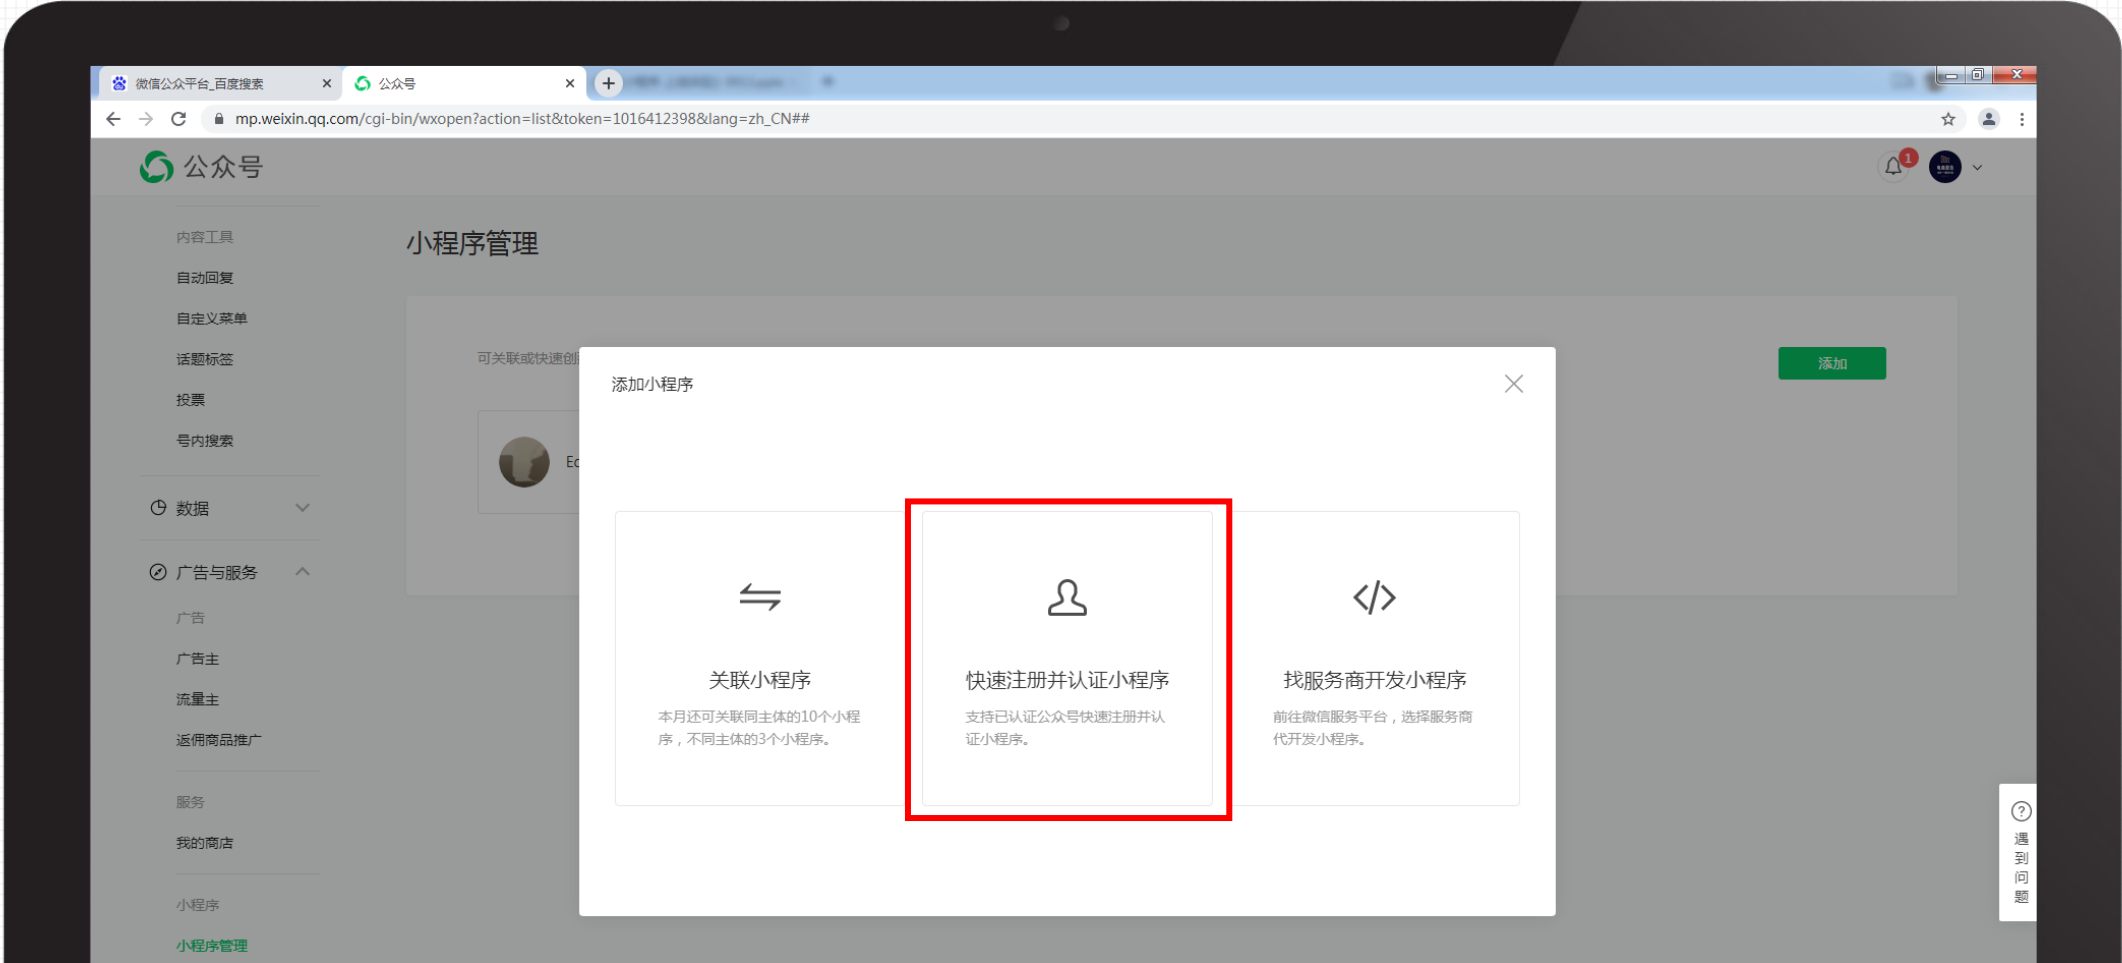 微信公众平台_百度搜索
公众号
mp.weixin.qq.com/cgi-bin/wxopen?action=list&token=1016412398&lang=zh_CN##
公众号
1
内容工具
自动回复
自定义菜单
话题标签
投票
号内搜索
数据
广告与服务
广告
广告主
流量主
返佣商品推广
服务
我的商店
小程序
小程序管理
小程序管理
可关联或快速创
添加
添加小程序
关联小程序
本月还可关联同主体的10个小程
序，不同主体的3个小程序。
快速注册并认证小程序
支持已认证公众号快速注册并认
证小程序。
找服务商开发小程序
前往微信服务平台，选择服务商
代开发小程序。
遇到问题